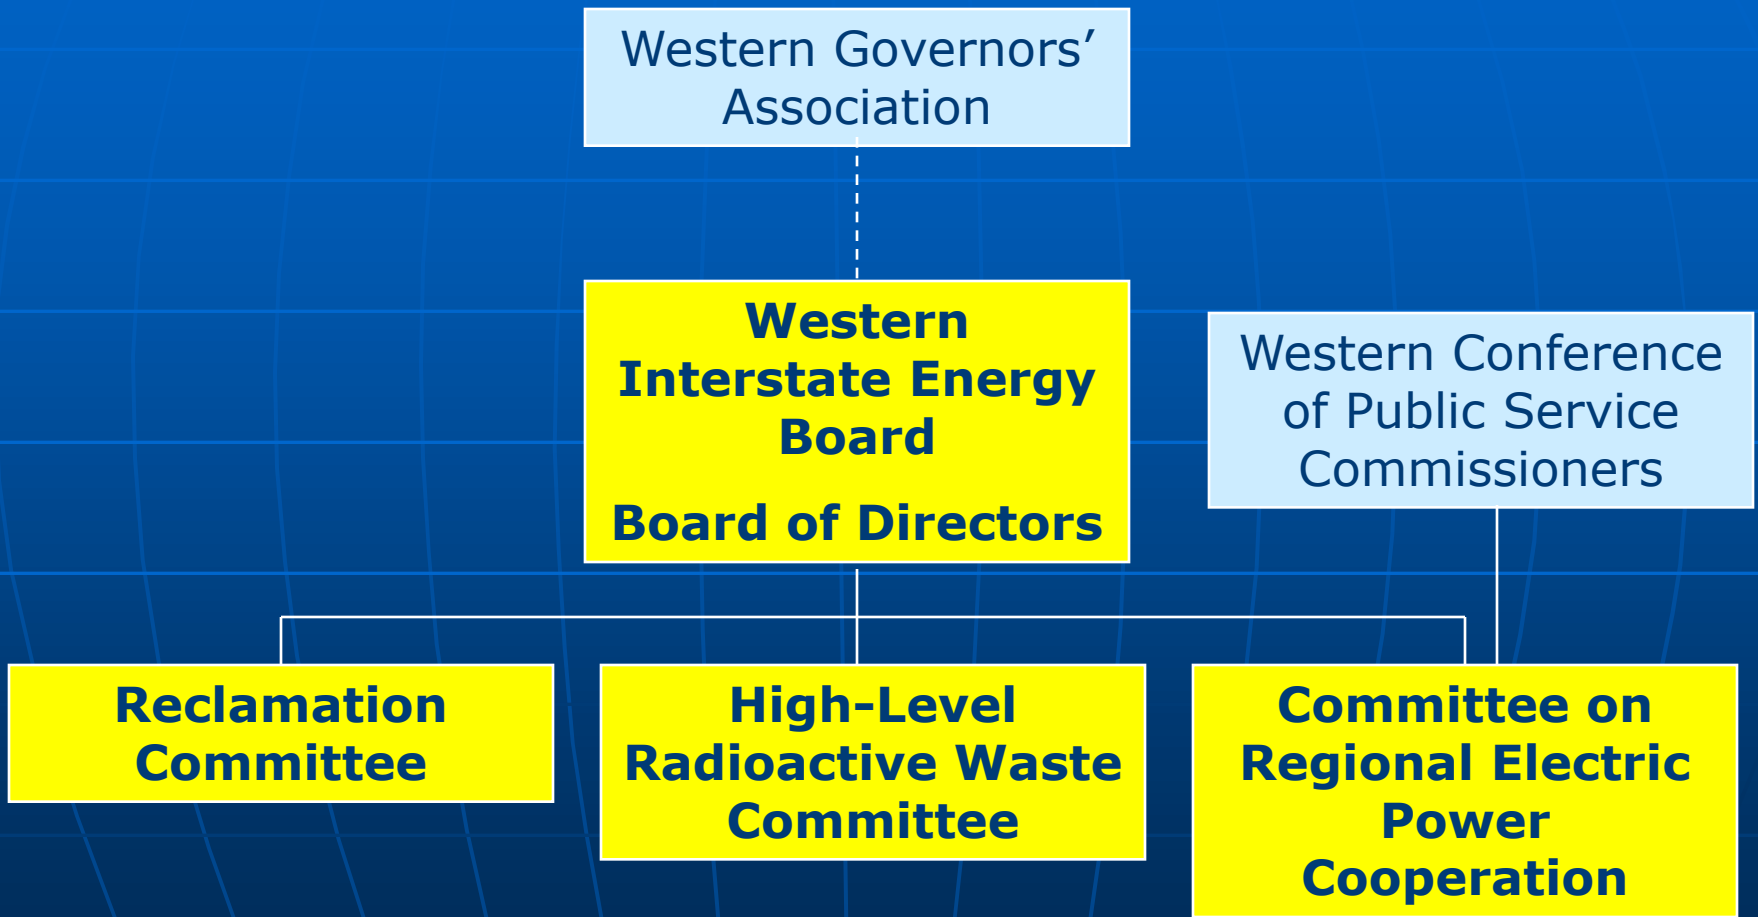 Western Governors’
Association
Western
Interstate Energy
Board
Board of Directors
Western Conference
of Public Service
Commissioners
Reclamation
Committee
High–Level
Radioactive Waste
Committee
Committee on
Regional Electric
Power
Cooperation